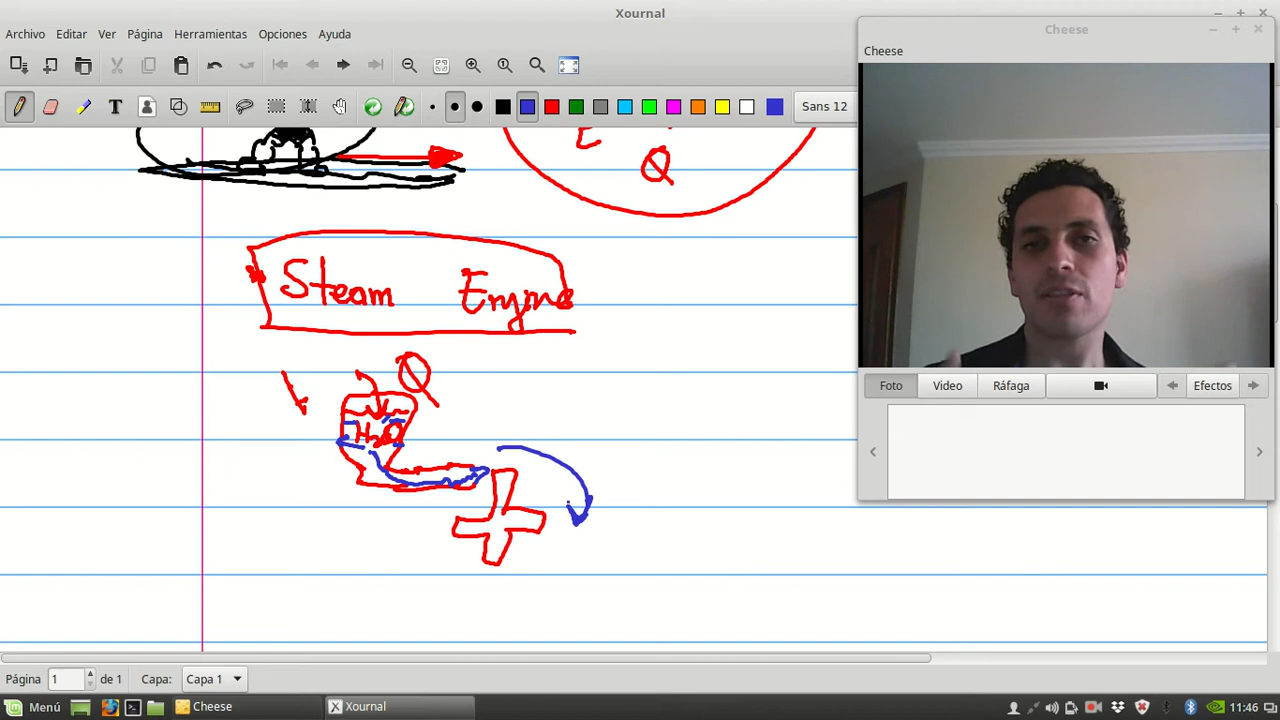 Xournal
Archivo Editar Ver Página Herramientas Opciones Ayuda
Sans 12
Cheese
Cheese
Foto Video Ráfaga Efectos
Q
Steam Engine
Q
H2O
Página 1 de 1 Capa: Capa 1
Menú Cheese Xournal 11:46